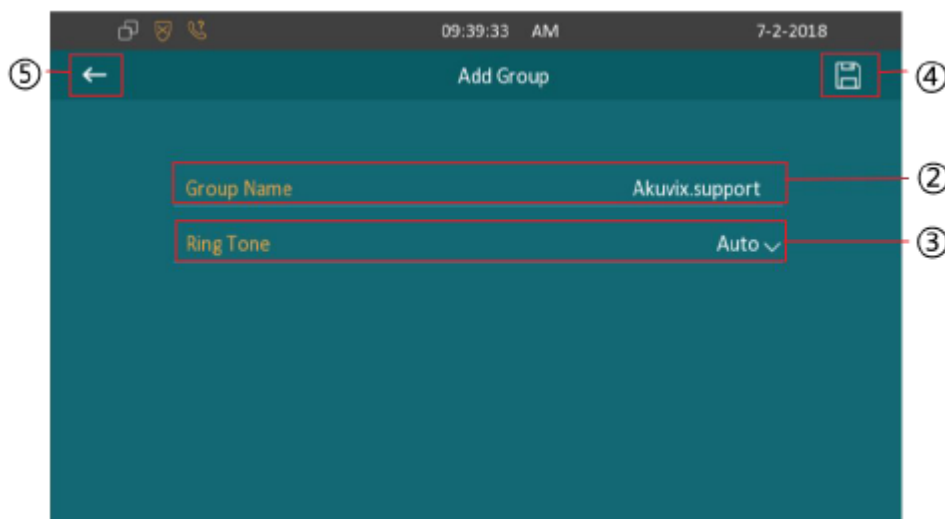 09:39:33 AM 7-2-2018
⑤ Add Group ④
Group Name Akuvix.support ②
Ring Tone Auto ③